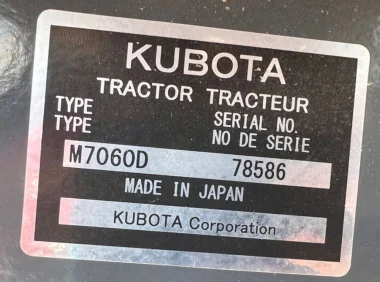 KUBOTA
TRACTOR TRACTEUR
TYPE SERIAL NO.
TYPE NO DE SERIE
M7060D 78586
MADE IN JAPAN
KUBOTA Corporation